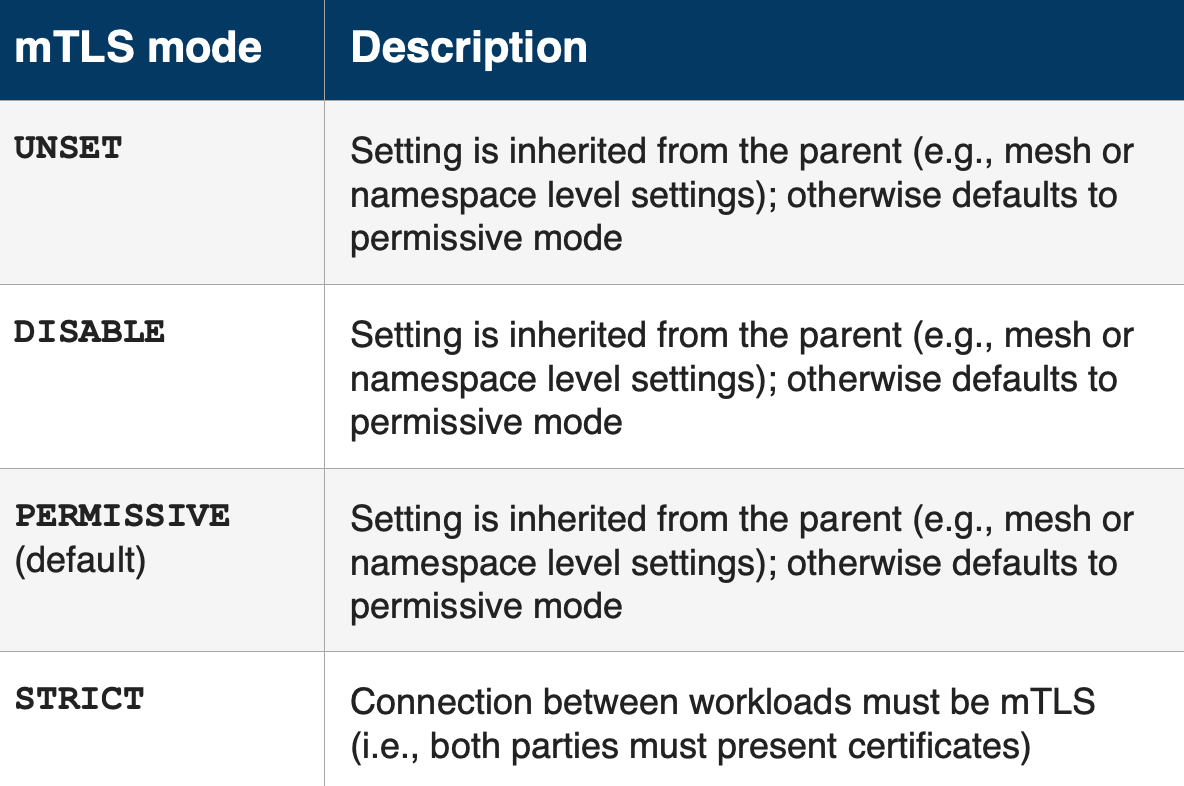 mTLS mode Description
UNSET Setting is inherited from the parent (e.g., mesh or
namespace level settings); otherwise defaults to
permissive mode
DISABLE Setting is inherited from the parent (e.g., mesh or
namespace level settings); otherwise defaults to
permissive mode
PERMISSIVE Setting is inherited from the parent (e.g., mesh or
(default) namespace level settings); otherwise defaults to
permissive mode
STRICT Connection between workloads must be mTLS
(i.e., both parties must present certificates)